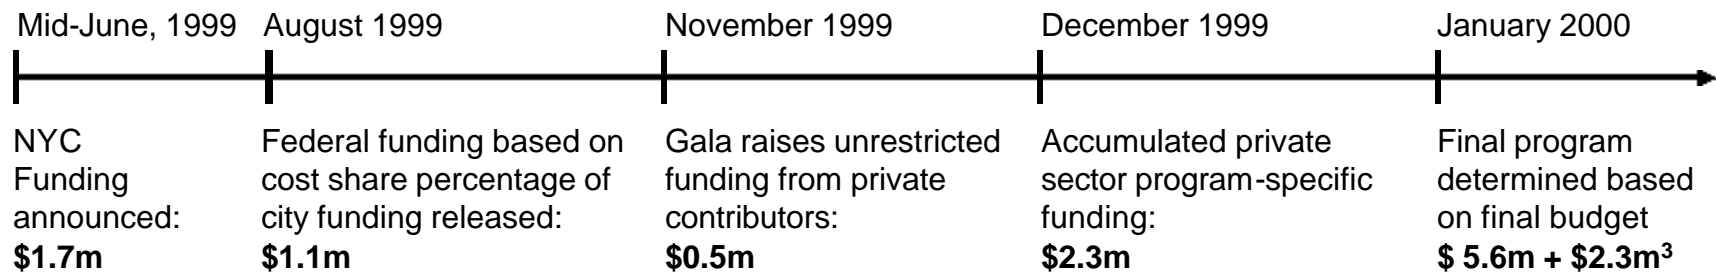 Mid-June, 1999
August 1999
November 1999
December 1999
January 2000
NYC
Funding
announced:
$1.7m
Federal funding based on
cost share percentage of
city funding released:
$1.1m
Gala raises unrestricted
funding from private
contributors:
$0.5m
Accumulated private
sector program-specific
funding:
$2.3m
Final program
determined based
on final budget
$ 5.6m + $2.3m³